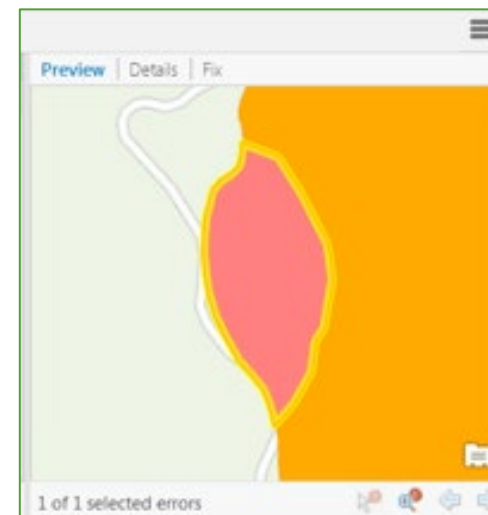 Preview | Details | Fix
1 of 1 selected errors